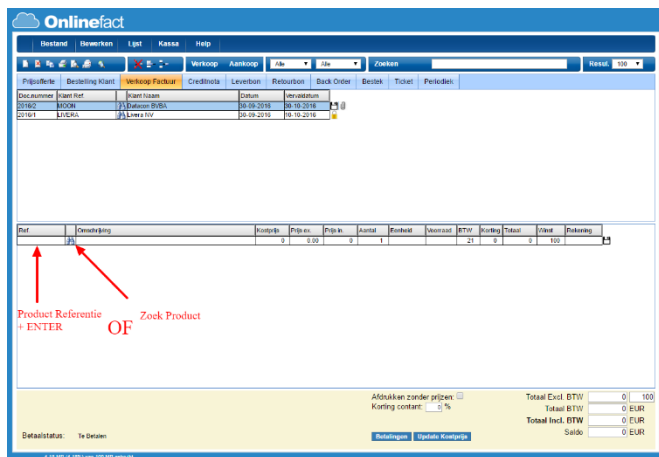 Onlinefact
Bestand Bewerken Lijst Kassa Help
Verkoop Aankoop Alle Alle Zoeken Resul. 100
Prijsofferte Bestelling Klant Verkoop Factuur Creditnota Leverbon Retourbon Back Order Bestek Ticket Periodiek
Doc.nummer Klant Ref. Klant Naam Datum Vervaldatum
2016/2 MOON Datacon BVBA 30-09-2016 30-10-2016
2016/1 LIVERA Livera NV 30-09-2016 10-10-2016
Ref. Omschrijving Kostprijs Prijs ex. Prijs in. Aantal Eenheid Voorraad BTW Korting Totaal Winst Rekening
0 0.00 0 1 21 0 0 100
Product Referentie
+ ENTER
OF
Zoek Product
Afdrukken zonder prijzen:
Korting contant: 0 %
Totaal Excl. BTW 0 100
Totaal BTW 0 EUR
Totaal Incl. BTW 0 EUR
Saldo 0 EUR
Betaalstatus: Te Betalen
Betalingen Update Kostprijs